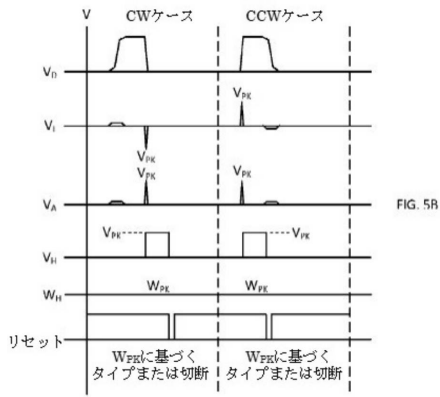 V CWケース CCWケース
V_D
V_I V_PK V_PK
V_A V_PK V_PK
FIG. 5B
V_H V_PK V_PK
W_H W_PK W_PK
リセット
W_PKに基づく W_PKに基づく
タイプまたは切断 タイプまたは切断